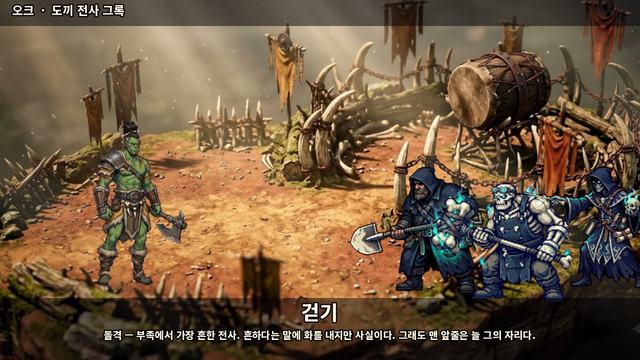 오크 · 도끼 전사 그룩
걷기
돌격 — 부족에서 가장 흔한 전사. 흔하다는 말에 화를 내지만 사실이다. 그래도 맨 앞줄은 늘 그의 자리다.